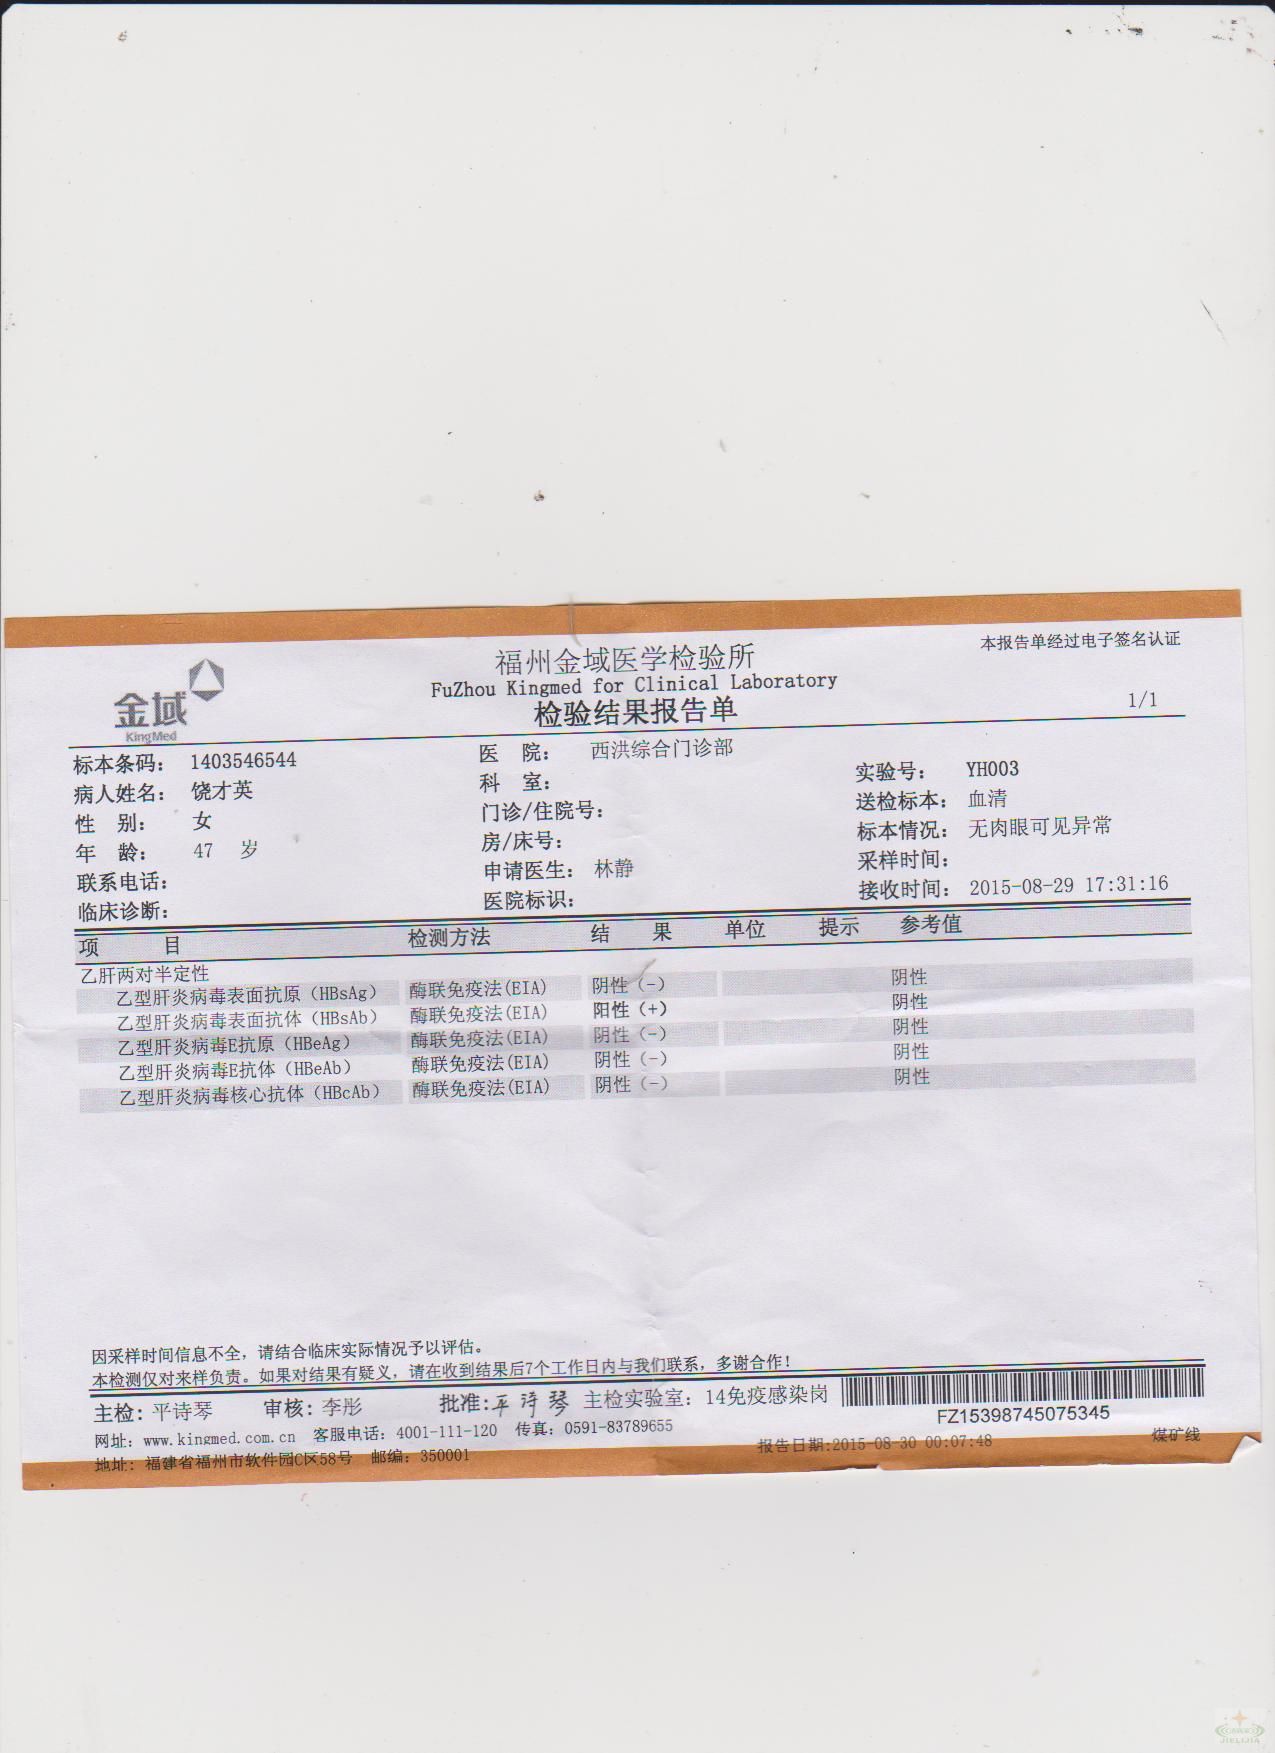 本报告单经过电子签名认证
福州金域医学检验所
FuZhou Kingmed for Clinical Laboratory
检验结果报告单
1/1
金域
KingMed
标本条码： 1403546544
医 院： 西洪综合门诊部
实验号： YH003
病人姓名： 饶才英
科 室：
送检标本： 血清
性 别： 女
门诊/住院号：
标本情况： 无肉眼可见异常
年 龄： 47 岁
房/床号：
采样时间：
联系电话：
申请医生： 林静
接收时间： 2015-08-29 17:31:16
临床诊断：
医院标识：
项 目 检测方法 结 果 单位 提示 参考值
乙肝两对半定性
乙型肝炎病毒表面抗原（HBsAg） 酶联免疫法(EIA) 阴性（-） 阴性
乙型肝炎病毒表面抗体（HBsAb） 酶联免疫法(EIA) 阳性（+） 阴性
乙型肝炎病毒E抗原（HBeAg） 酶联免疫法(EIA) 阴性（-） 阴性
乙型肝炎病毒E抗体（HBeAb） 酶联免疫法(EIA) 阴性（-） 阴性
乙型肝炎病毒核心抗体（HBcAb） 酶联免疫法(EIA) 阴性（-） 阴性
因采样时间信息不全，请结合临床实际情况予以评估。
本检测仅对来样负责。如果对结果有疑义，请在收到结果后7个工作日内与我们联系，多谢合作！
主检：平诗琴 审核：李彤 批准：平诗琴 主检实验室：14免疫感染岗
FZ15398745075345
网址：www.kingmed.com.cn 客服电话：4001-111-120 传真：0591-83789655
报告日期:2015-08-30 00:07:48
煤矿线
地址：福建省福州市软件园C区58号 邮编：350001
JIELIJIA